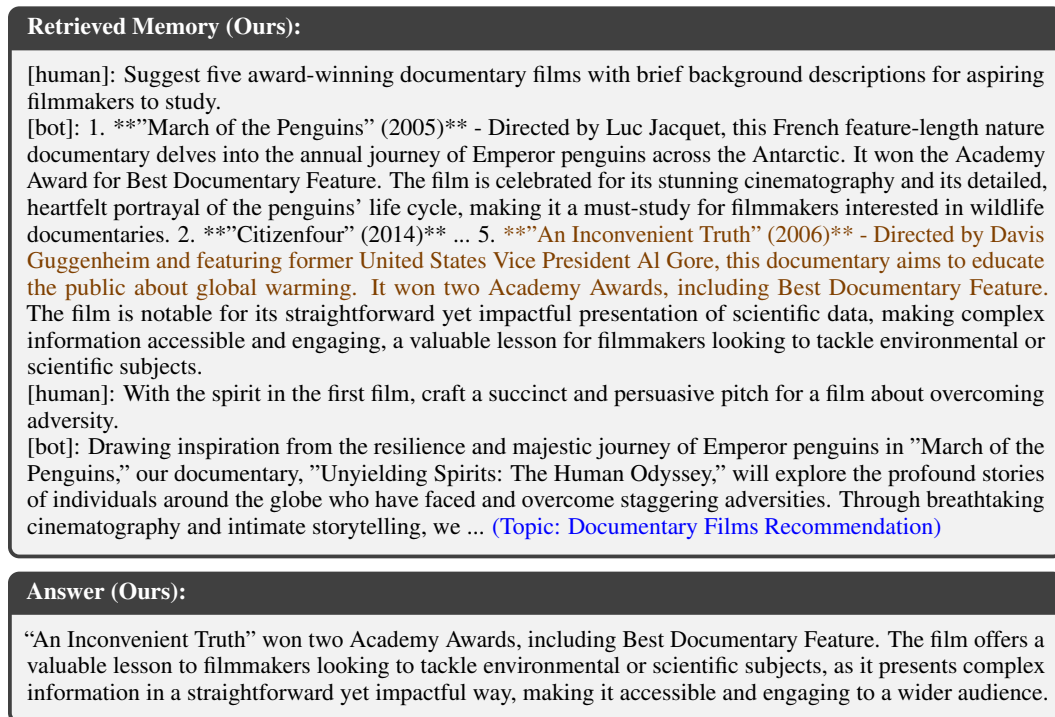 Retrieved Memory (Ours):
[human]: Suggest five award-winning documentary films with brief background descriptions for aspiring
filmmakers to study.
[bot]: 1. **”March of the Penguins” (2005)** - Directed by Luc Jacquet, this French feature-length nature
documentary delves into the annual journey of Emperor penguins across the Antarctic. It won the Academy
Award for Best Documentary Feature. The film is celebrated for its stunning cinematography and its detailed,
heartfelt portrayal of the penguins’ life cycle, making it a must-study for filmmakers interested in wildlife
documentaries. 2. **”Citizenfour” (2014)** ... 5. **”An Inconvenient Truth” (2006)** - Directed by Davis
Guggenheim and featuring former United States Vice President Al Gore, this documentary aims to educate
the public about global warming. It won two Academy Awards, including Best Documentary Feature.
The film is notable for its straightforward yet impactful presentation of scientific data, making complex
information accessible and engaging, a valuable lesson for filmmakers looking to tackle environmental or
scientific subjects.
[human]: With the spirit in the first film, craft a succinct and persuasive pitch for a film about overcoming
adversity.
[bot]: Drawing inspiration from the resilience and majestic journey of Emperor penguins in ”March of the
Penguins,” our documentary, ”Unyielding Spirits: The Human Odyssey,” will explore the profound stories
of individuals around the globe who have faced and overcome staggering adversities. Through breathtaking
cinematography and intimate storytelling, we ... (Topic: Documentary Films Recommendation)
Answer (Ours):
“An Inconvenient Truth” won two Academy Awards, including Best Documentary Feature. The film offers a
valuable lesson to filmmakers looking to tackle environmental or scientific subjects, as it presents complex
information in a straightforward yet impactful way, making it accessible and engaging to a wider audience.